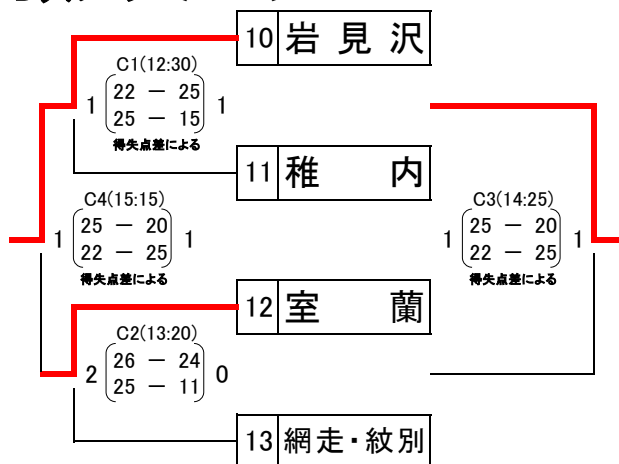 10 岩見沢
C1(12:30)
1 22 － 25 1
25 － 15
得失点差による
11 稚内
C4(15:15)
1 25 － 20 1
22 － 25
得失点差による
C3(14:25)
1 25 － 20 1
22 － 25
得失点差による
12 室蘭
C2(13:20)
2 26 － 24 0
25 － 11
13 網走・紋別